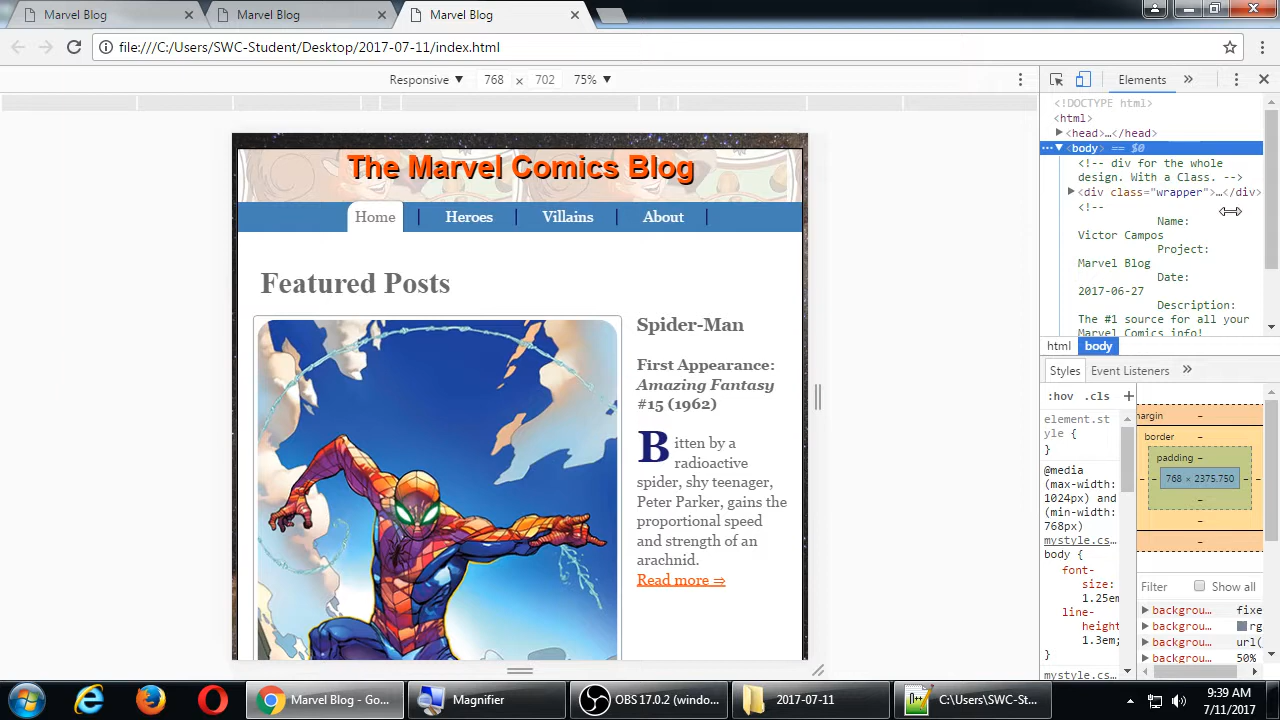 Marvel Blog
Marvel Blog
Marvel Blog
file:///C:/Users/SWC-Student/Desktop/2017-07-11/index.html
Responsive 768 × 702 75%
Elements
<!DOCTYPE html>
<html>
<head>…</head>
<body> == $0
<!-- div for the whole
design. With a Class. -->
<div class="wrapper">…</div>
<!--
Name:
Victor Campos
Project:
Marvel Blog
Date:
2017-06-27
Description:
The #1 source for all your
Marvel Comics info!
html body
Styles Event Listeners
:hov .cls
element.st
yle {
}
@media
(max-width:
1024px) and
(min-width:
768px)
mystyle.cs…
body {
font-
size:
1.25em
line-
height
1.3em;
}
mystyle.cs…
margin
border
padding
768 × 2375.750
Filter Show all
backgrou… fixe
backgrou… rg
backgrou… url(
backgrou… 50%
The Marvel Comics Blog
Home Heroes Villains About
Featured Posts
Spider-Man
First Appearance:
Amazing Fantasy
#15 (1962)
Bitten by a
radioactive
spider, shy teenager,
Peter Parker, gains the
proportional speed
and strength of an
arachnid.
Read more ⇒
Marvel Blog - Go...
Magnifier
OBS 17.0.2 (windo...
2017-07-11
C:\Users\SWC-St...
9:39 AM
7/11/2017